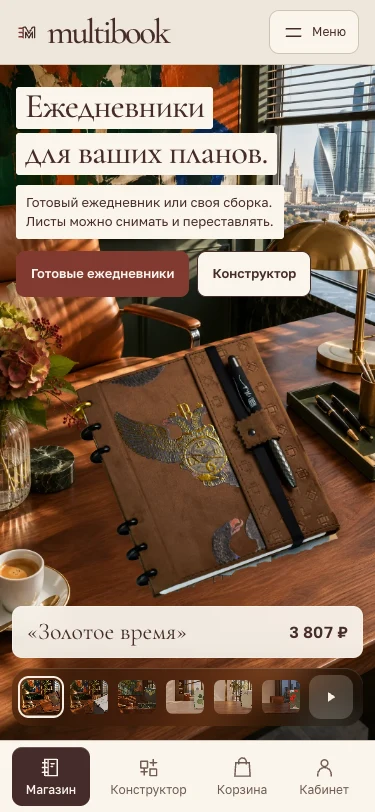 multibook
Меню
Ежедневники
для ваших планов.
Готовый ежедневник или своя сборка.
Листы можно снимать и переставлять.
Готовые ежедневники
Конструктор
«Золотое время»
3 807 ₽
Магазин
Конструктор
Корзина
Кабинет